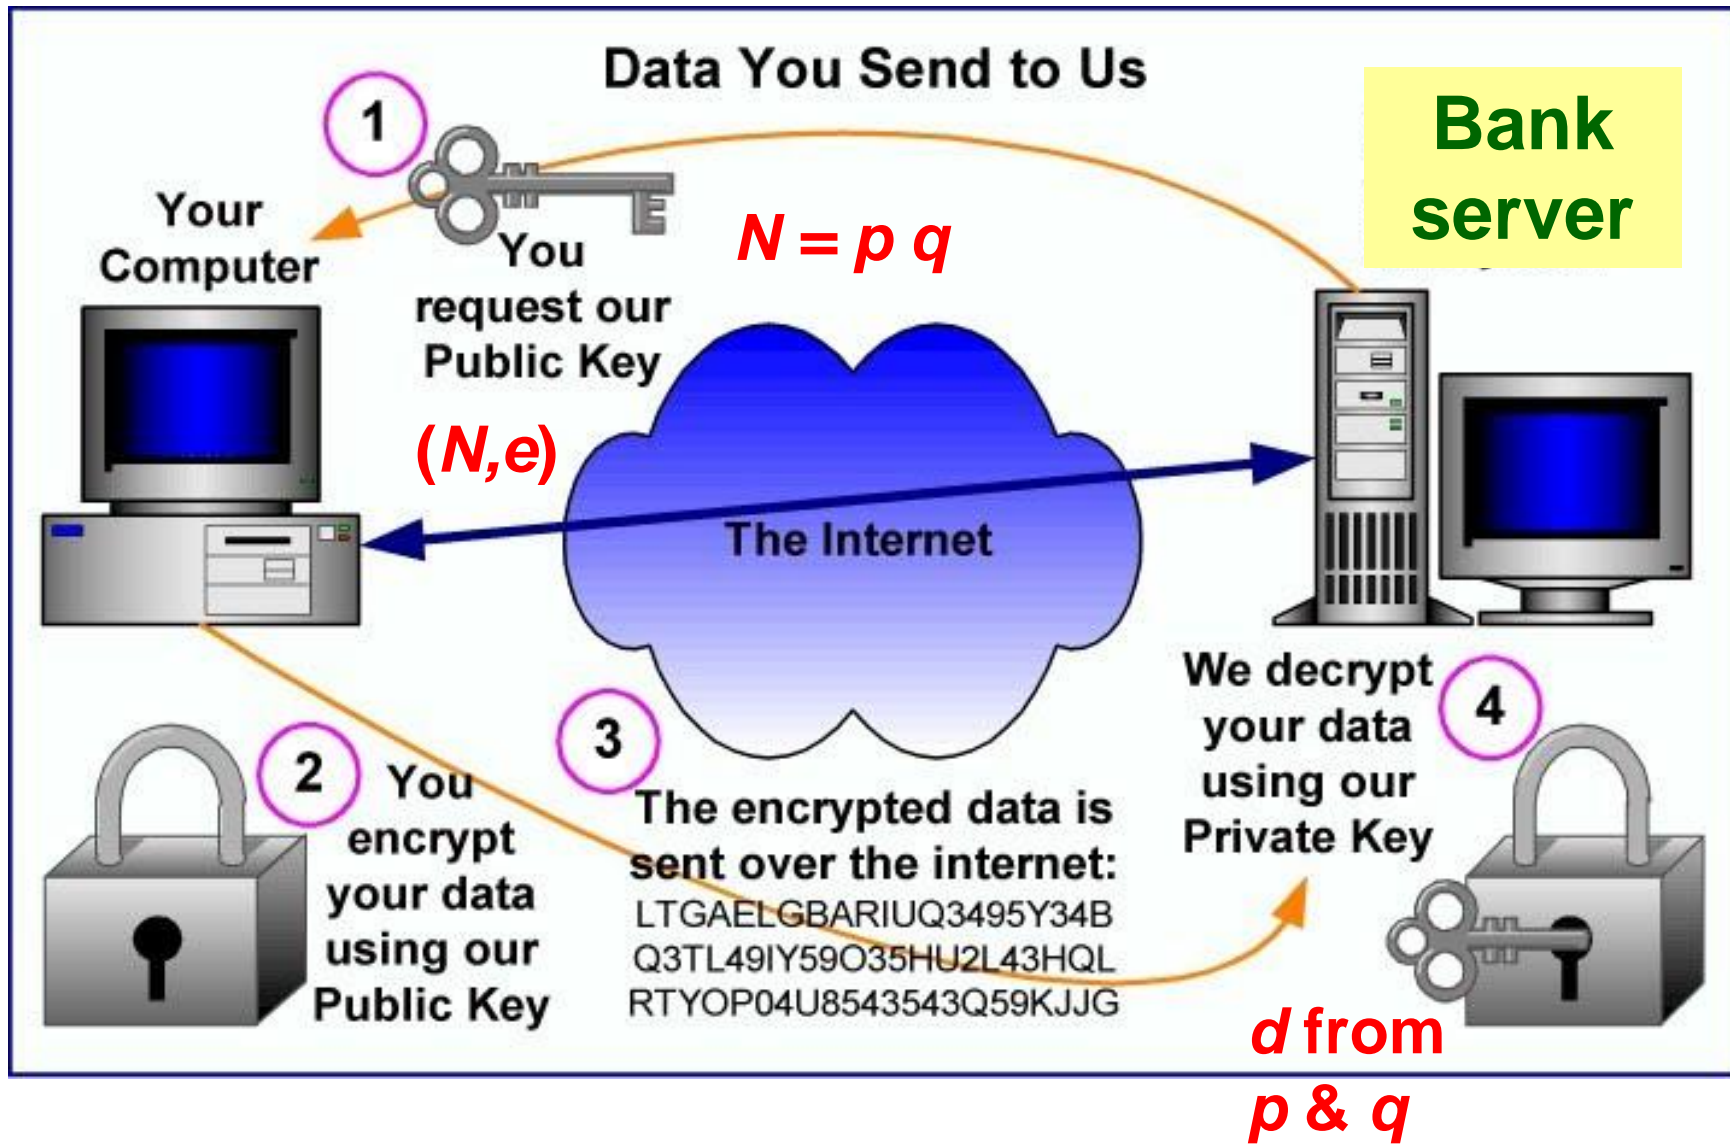 Data You Send to Us
Bank
server
1
Your
Computer
You
request our
Public Key
N = p q
(N,e)
The Internet
2
You
encrypt
your data
using our
Public Key
3
The encrypted data is
sent over the internet:
LTGAELGBARIUQ3495Y34B
Q3TL49IY59O35HU2L43HQL
RTYOP04U8543543Q59KJJG
We decrypt
your data
using our
Private Key
4
d from
p & q